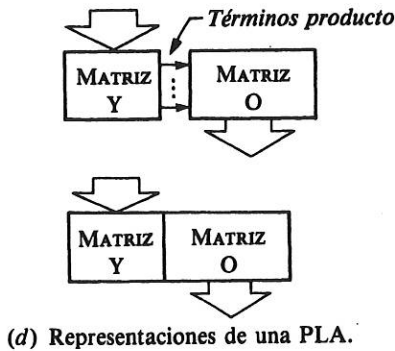 Términos producto
MATRIZ
Y
MATRIZ
O
MATRIZ
Y
MATRIZ
O
(d) Representaciones de una PLA.